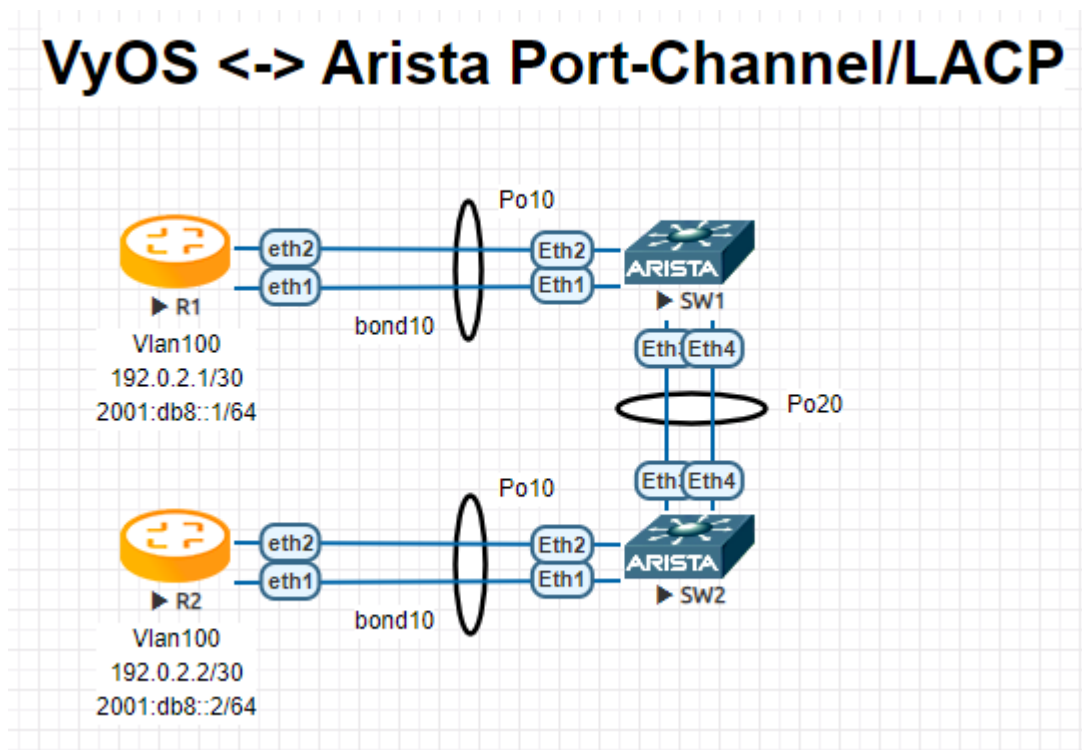 VyOS <-> Arista Port-Channel/LACP
Po10
eth2
Eth2
eth1
Eth1
ARISTA
R1
SW1
bond10
Vlan100
192.0.2.1/30
2001:db8::1/64
Eth4
Po20
Eth4
Po10
eth2
Eth2
eth1
Eth1
ARISTA
R2
SW2
bond10
Vlan100
192.0.2.2/30
2001:db8::2/64